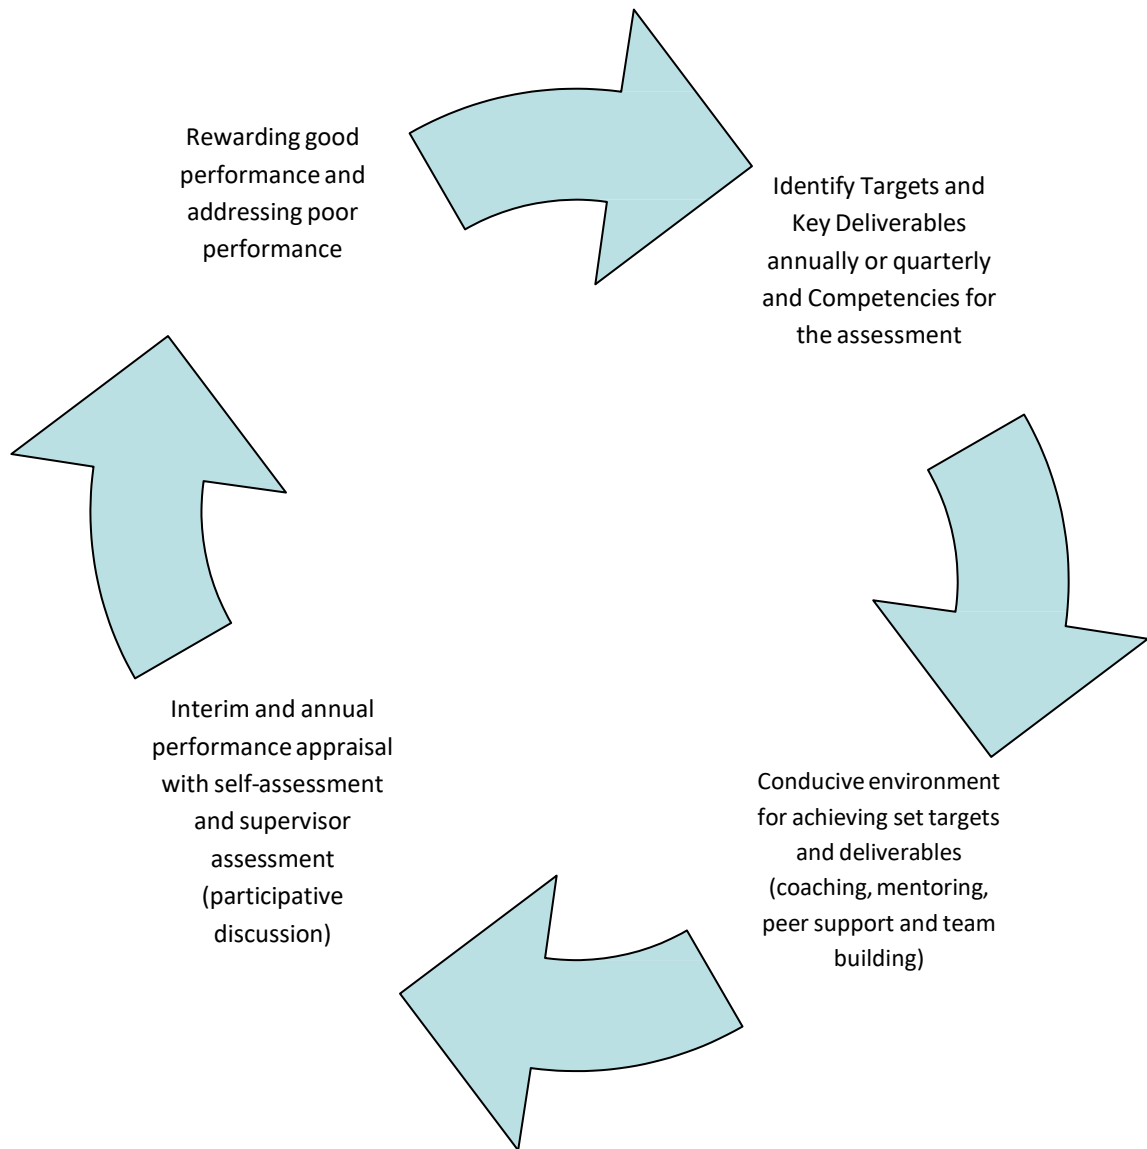 Rewarding good
performance and
addressing poor
performance
Identify Targets and
Key Deliverables
annually or quarterly
and Competencies for
the assessment
Conducive environment
for achieving set targets
and deliverables
(coaching, mentoring,
peer support and team
building)
Interim and annual
performance appraisal
with self-assessment
and supervisor
assessment
(participative
discussion)